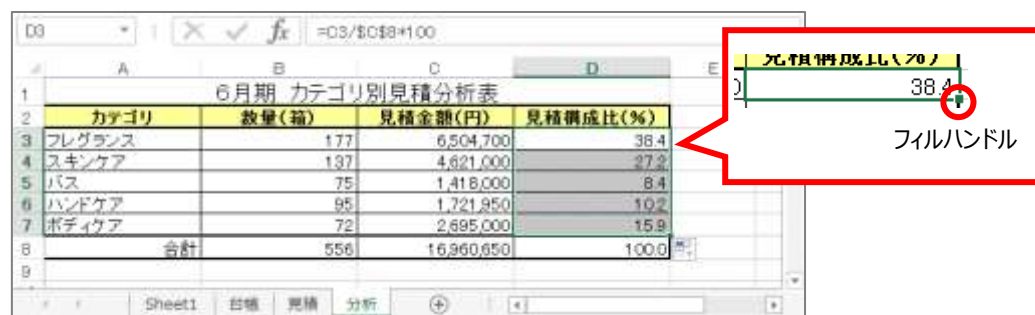 D3 fx =C3/$C$8*100
A B C D E
1 6月期 カテゴリ別見積分析表
2 カテゴリ 数量(箱) 見積金額(円) 見積構成比(%)
3 フレグランス 177 6,504,700 38.4
4 スキンケア 137 4,621,000 27.2
5 バス 75 1,418,000 8.4
6 ハンドケア 95 1,721,950 10.2
7 ボディケア 72 2,695,000 15.9
8 合計 556 16,960,650 100.0
9
Sheet1 台帳 見積 分析
見積構成比(%)
0 38.4
フィルハンドル